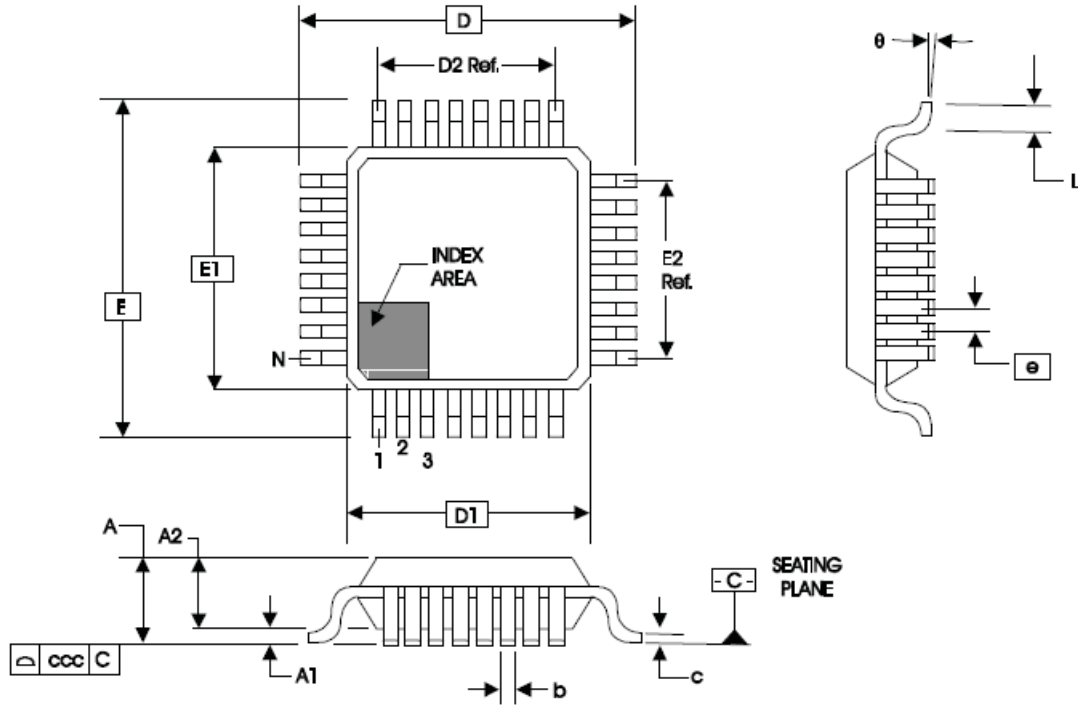 D
D2 Ref.
θ
L
E1
E
INDEX
AREA
E2
Ref.
N
e
1
2
3
D1
A
A2
SEATING
PLANE
- C -
ccc C
A1
b
c